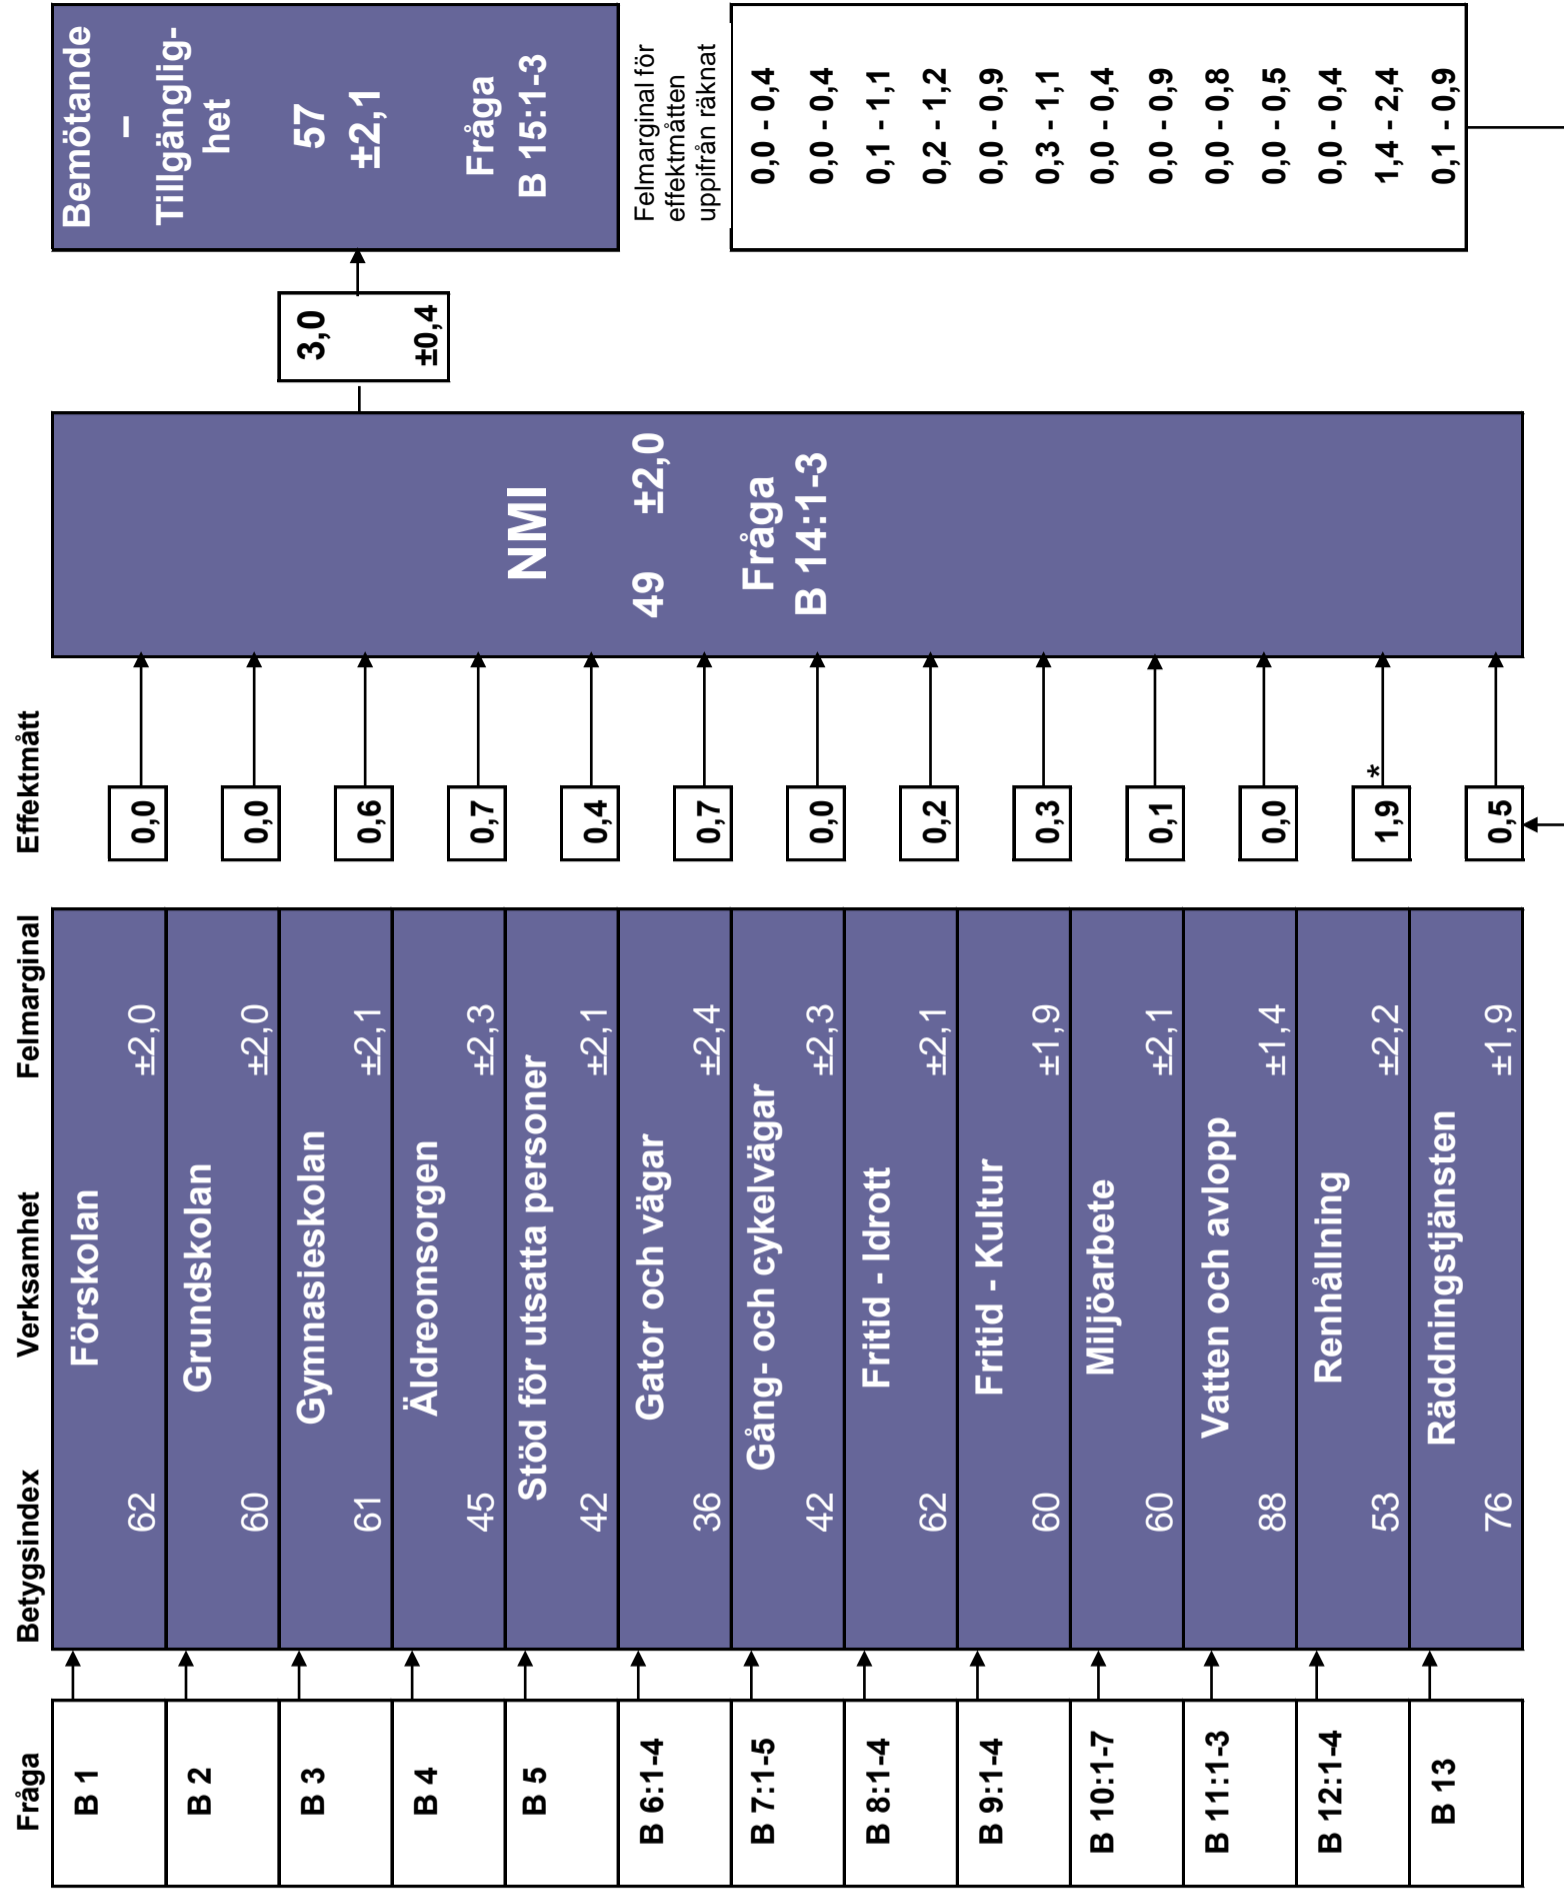 Fråga Betygsindex Verksamhet Felmarginal Effektmått
B 1
Förskolan
62 ±2,0
0,0
B 2
Grundskolan
60 ±2,0
0,0
B 3
Gymnasieskolan
61 ±2,1
0,6
B 4
Äldreomsorgen
45 ±2,3
0,7
B 5
Stöd för utsatta personer
42 ±2,1
0,4
B 6:1-4
Gator och vägar
36 ±2,4
0,7
B 7:1-5
Gång- och cykelvägar
42 ±2,3
0,0
B 8:1-4
Fritid - Idrott
62 ±2,1
0,2
B 9:1-4
Fritid - Kultur
60 ±1,9
0,3
B 10:1-7
Miljöarbete
60 ±2,1
0,1
B 11:1-3
Vatten och avlopp
88 ±1,4
0,0
B 12:1-4
Renhållning
53 ±2,2
1,9 *
B 13
Räddningstjänsten
76 ±1,9
0,5
NMI
49 ±2,0
Fråga
B 14:1-3
3,0
±0,4
Bemötande
–
Tillgänglig-
het
57
±2,1
Fråga
B 15:1-3
Felmarginal för
effektmåtten
uppifrån räknat
0,0 - 0,4
0,0 - 0,4
0,1 - 1,1
0,2 - 1,2
0,0 - 0,9
0,3 - 1,1
0,0 - 0,4
0,0 - 0,9
0,0 - 0,8
0,0 - 0,5
0,0 - 0,4
1,4 - 2,4
0,1 - 0,9